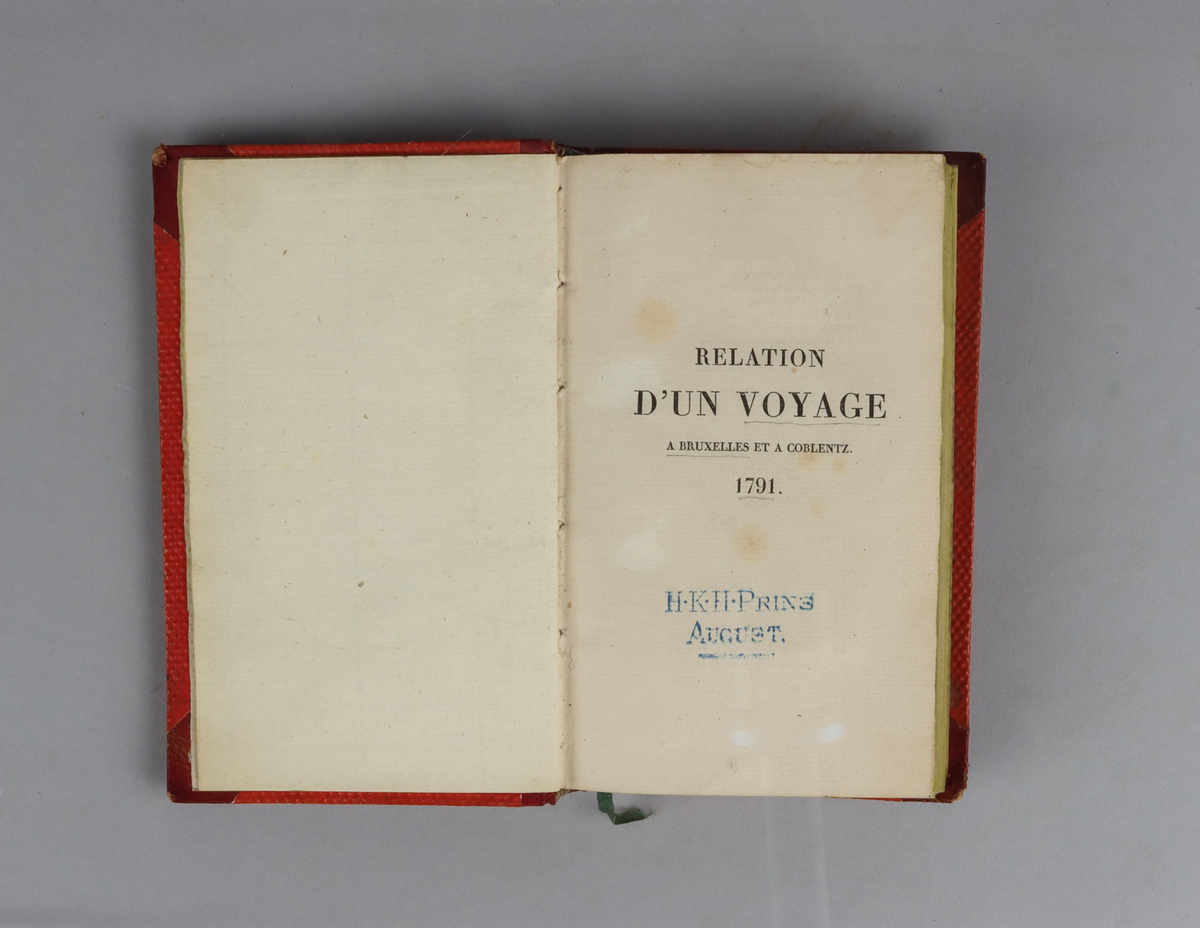 RELATION
D'UN VOYAGE
A BRUXELLES ET A COBLENTZ.
1791.
H·K·H·PRINS
AUGUST.